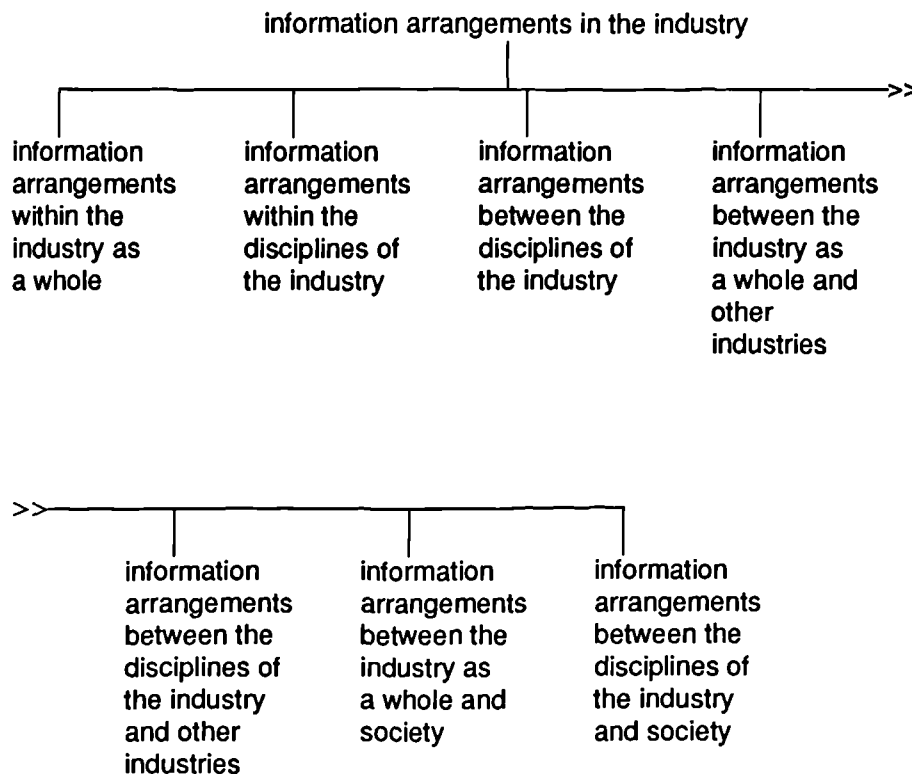 information arrangements in the industry
>>
information
arrangements
within the
industry as
a whole
information
arrangements
within the
disciplines of
the industry
information
arrangements
between the
disciplines of
the industry
information
arrangements
between the
industry as
a whole and
other
industries
>>
information
arrangements
between the
disciplines of
the industry
and other
industries
information
arrangements
between the
industry as
a whole and
society
information
arrangements
between the
disciplines of
the industry
and society